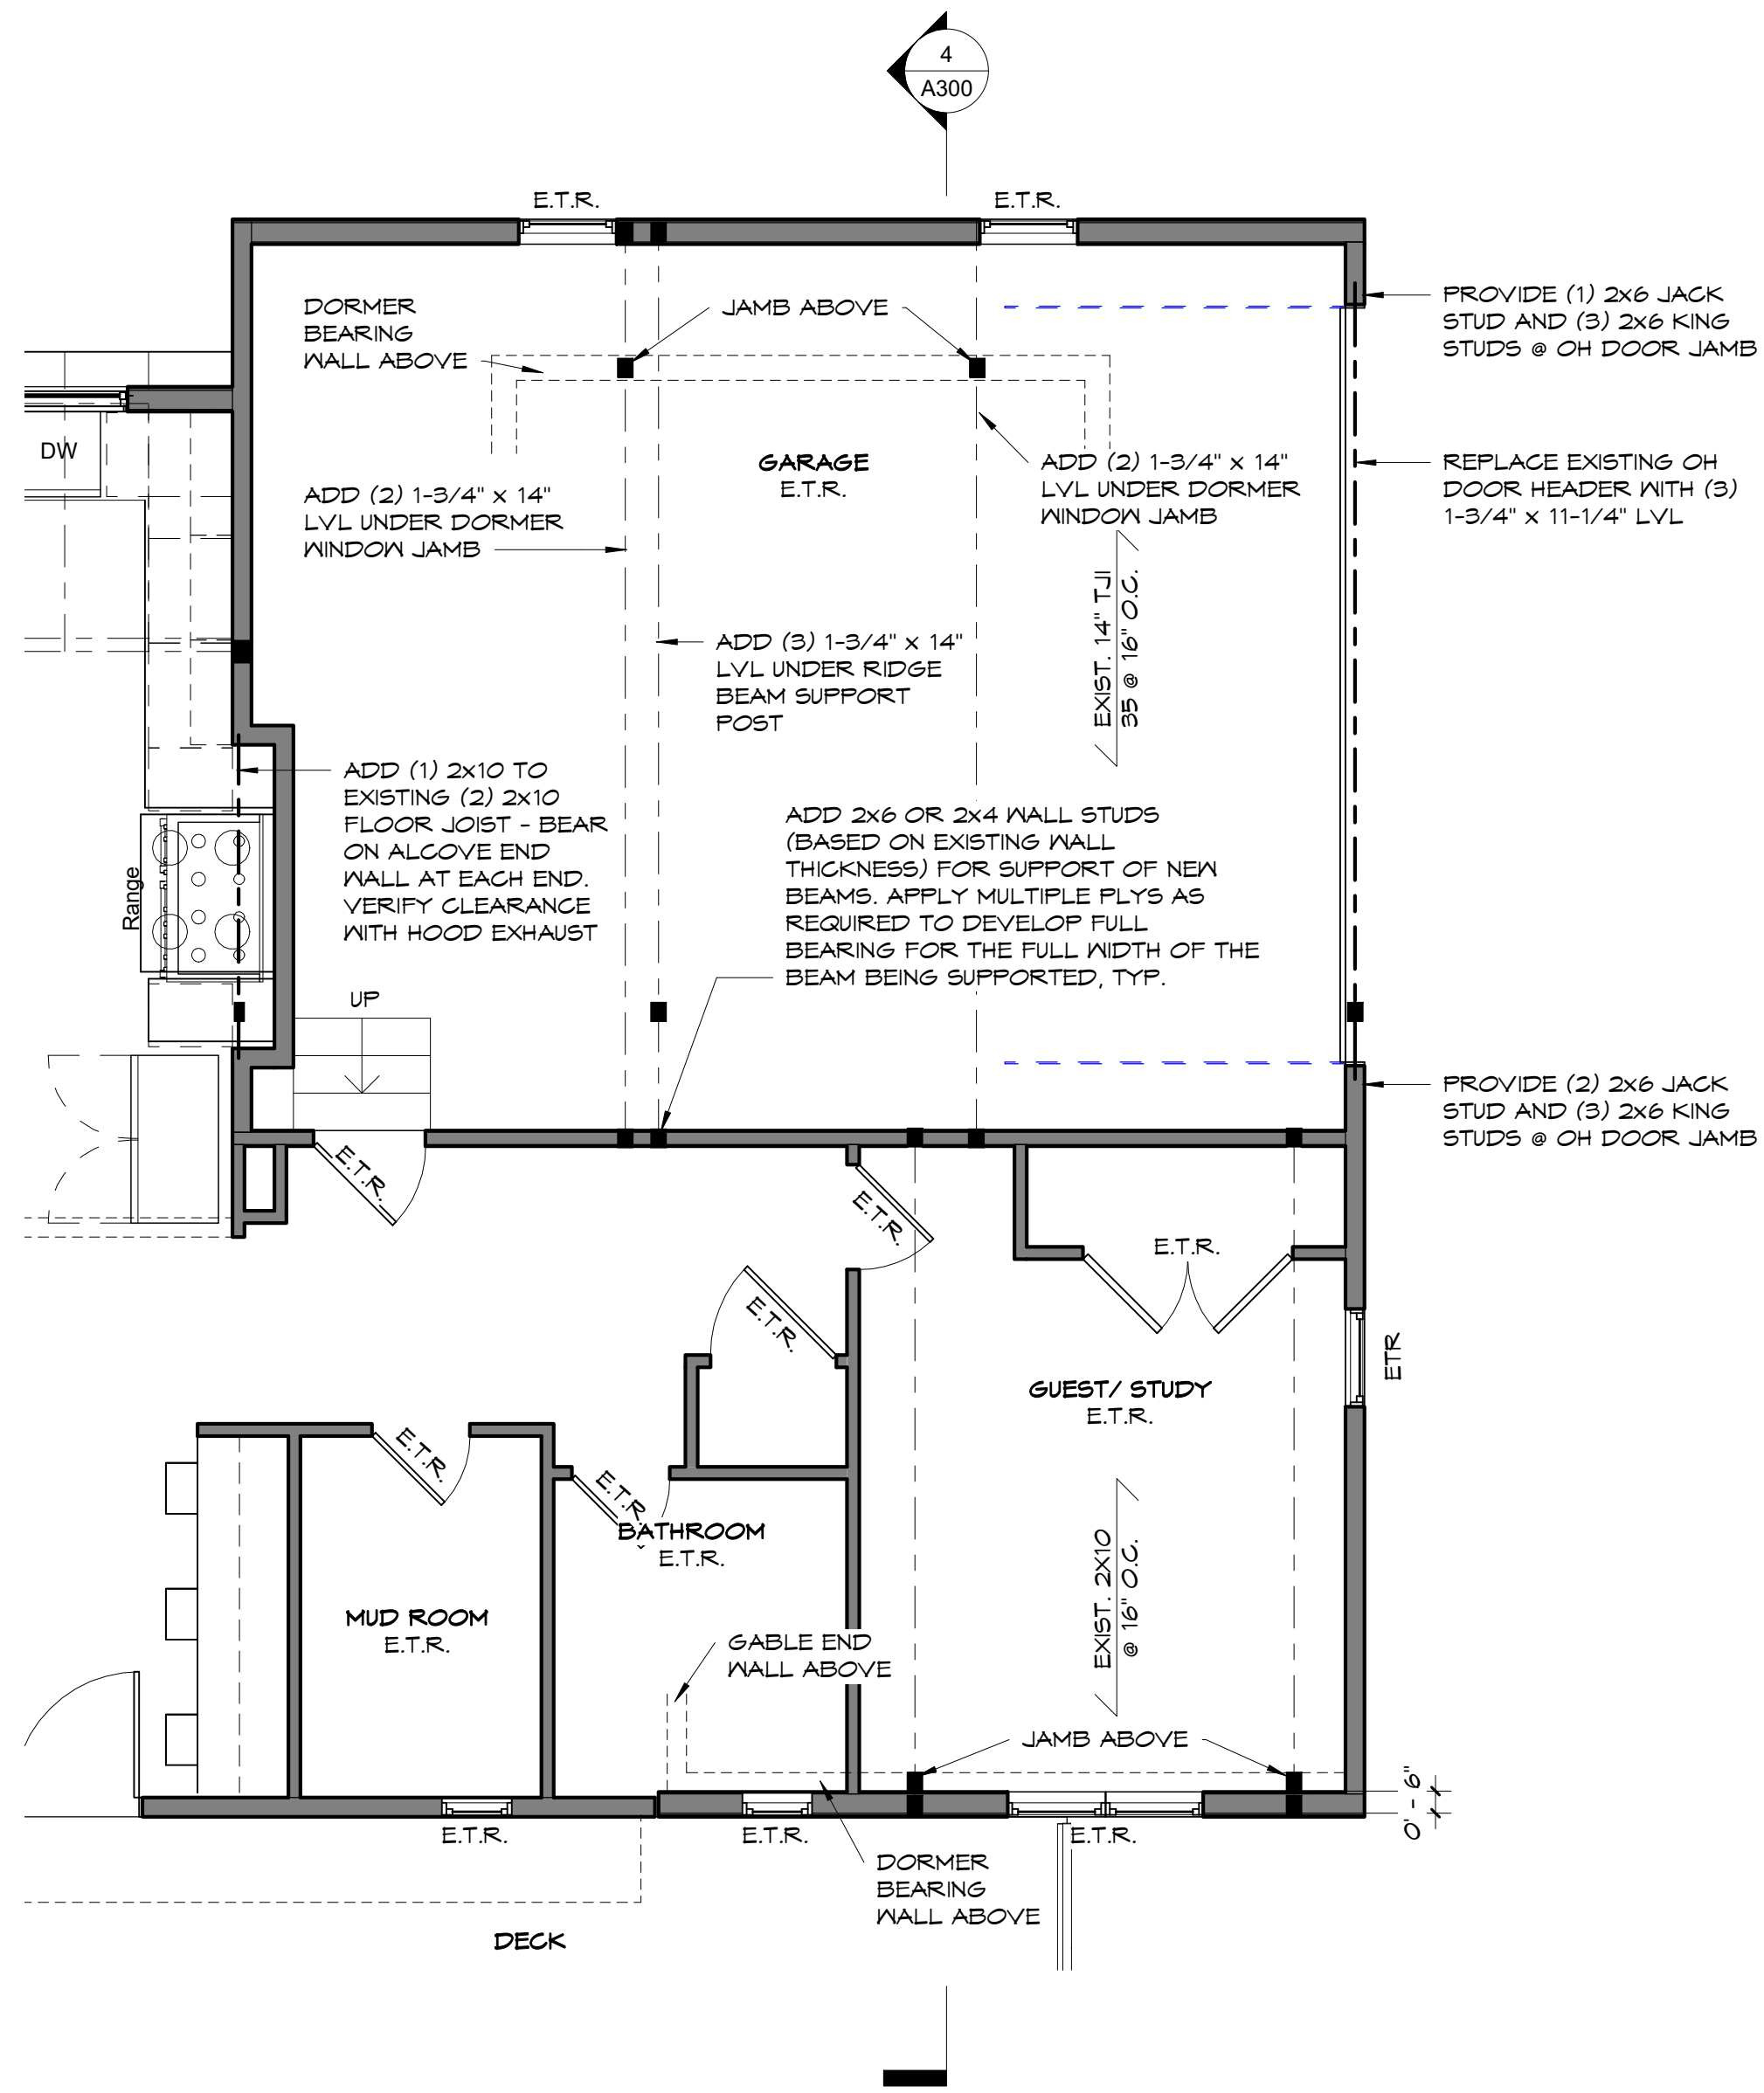 4
A300
E.T.R.
E.T.R.
DORMER
BEARING
WALL ABOVE
JAMB ABOVE
PROVIDE (1) 2x6 JACK
STUD AND (3) 2x6 KING
STUDS @ OH DOOR JAMB
DW
GARAGE
E.T.R.
ADD (2) 1-3/4" x 14"
LVL UNDER DORMER
WINDOW JAMB
ADD (2) 1-3/4" x 14"
LVL UNDER DORMER
WINDOW JAMB
REPLACE EXISTING OH
DOOR HEADER WITH (3)
1-3/4" x 11-1/4" LVL
EXIST. 14" TJI
35 @ 16" O.C.
ADD (3) 1-3/4" x 14"
LVL UNDER RIDGE
BEAM SUPPORT
POST
ADD (1) 2x10 TO
EXISTING (2) 2x10
FLOOR JOIST - BEAR
ON ALCOVE END
WALL AT EACH END.
VERIFY CLEARANCE
WITH HOOD EXHAUST
Range
ADD 2x6 OR 2x4 WALL STUDS
(BASED ON EXISTING WALL
THICKNESS) FOR SUPPORT OF NEW
BEAMS. APPLY MULTIPLE PLYS AS
REQUIRED TO DEVELOP FULL
BEARING FOR THE FULL WIDTH OF THE
BEAM BEING SUPPORTED, TYP.
UP
PROVIDE (2) 2x6 JACK
STUD AND (3) 2x6 KING
STUDS @ OH DOOR JAMB
E.T.R.
E.T.R.
E.T.R.
E.T.R.
ETR
GUEST/ STUDY
E.T.R.
E.T.R.
E.T.R.
BATHROOM
E.T.R.
MUD ROOM
E.T.R.
EXIST. 2X10
@ 16" O.C.
GABLE END
WALL ABOVE
JAMB ABOVE
0' - 6"
E.T.R.
E.T.R.
E.T.R.
DORMER
BEARING
WALL ABOVE
DECK